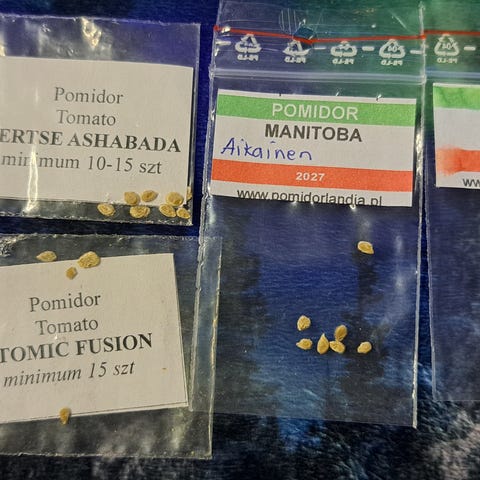 Pomidor
Tomato
ERTSE ASHABADA
minimum 10-15 szt
Pomidor
Tomato
TOMIC FUSION
minimum 15 szt
POMIDOR
MANITOBA
Aikainen
2027
www.pomidorlandia.pl
ww